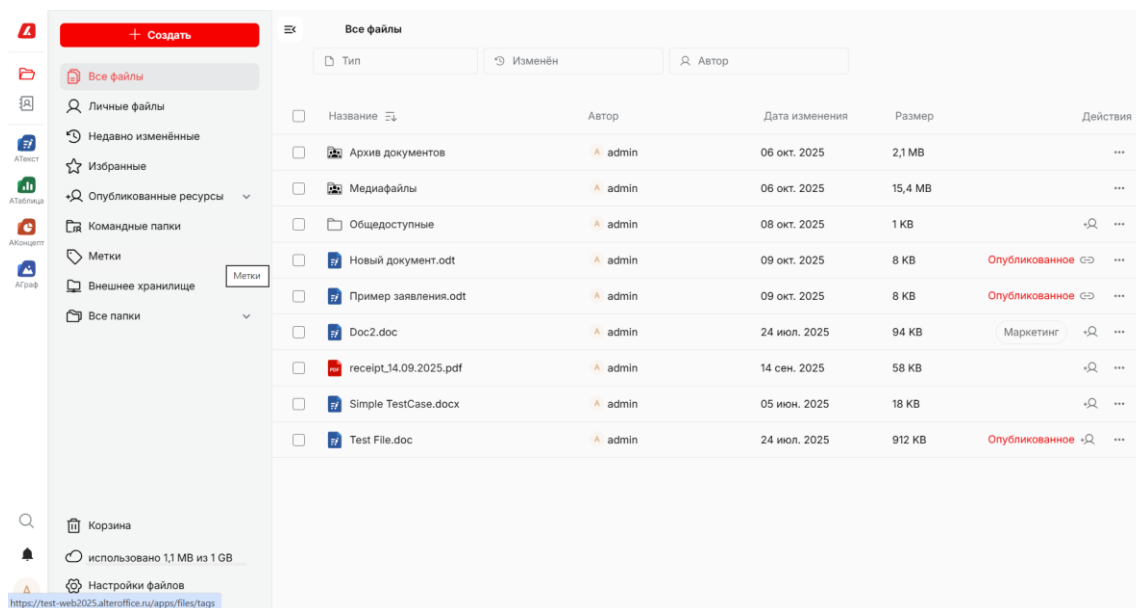 Создать
Все файлы
Личные файлы
Недавно изменённые
Избранные
Опубликованные ресурсы
Командные папки
Метки
Метки
Внешнее хранилище
Все папки
Корзина
использовано 1,1 MB из 1 GB
Настройки файлов
АТекст
АТаблица
АКонцепт
АГраф
A
https://test-web2025.alteroffice.ru/apps/files/tags
Все файлы
Тип Изменён Автор
Название Автор Дата изменения Размер Действия
Архив документов A admin 06 окт. 2025 2,1 MB
Медиафайлы A admin 06 окт. 2025 15,4 MB
Общедоступные A admin 08 окт. 2025 1 KB
Новый документ.odt A admin 09 окт. 2025 8 KB Опубликованное
Пример заявления.odt A admin 09 окт. 2025 8 KB Опубликованное
Doc2.doc A admin 24 июл. 2025 94 KB Маркетинг
PDF receipt_14.09.2025.pdf A admin 14 сен. 2025 58 KB
Simple TestCase.docx A admin 05 июн. 2025 18 KB
Test File.doc A admin 24 июл. 2025 912 KB Опубликованное